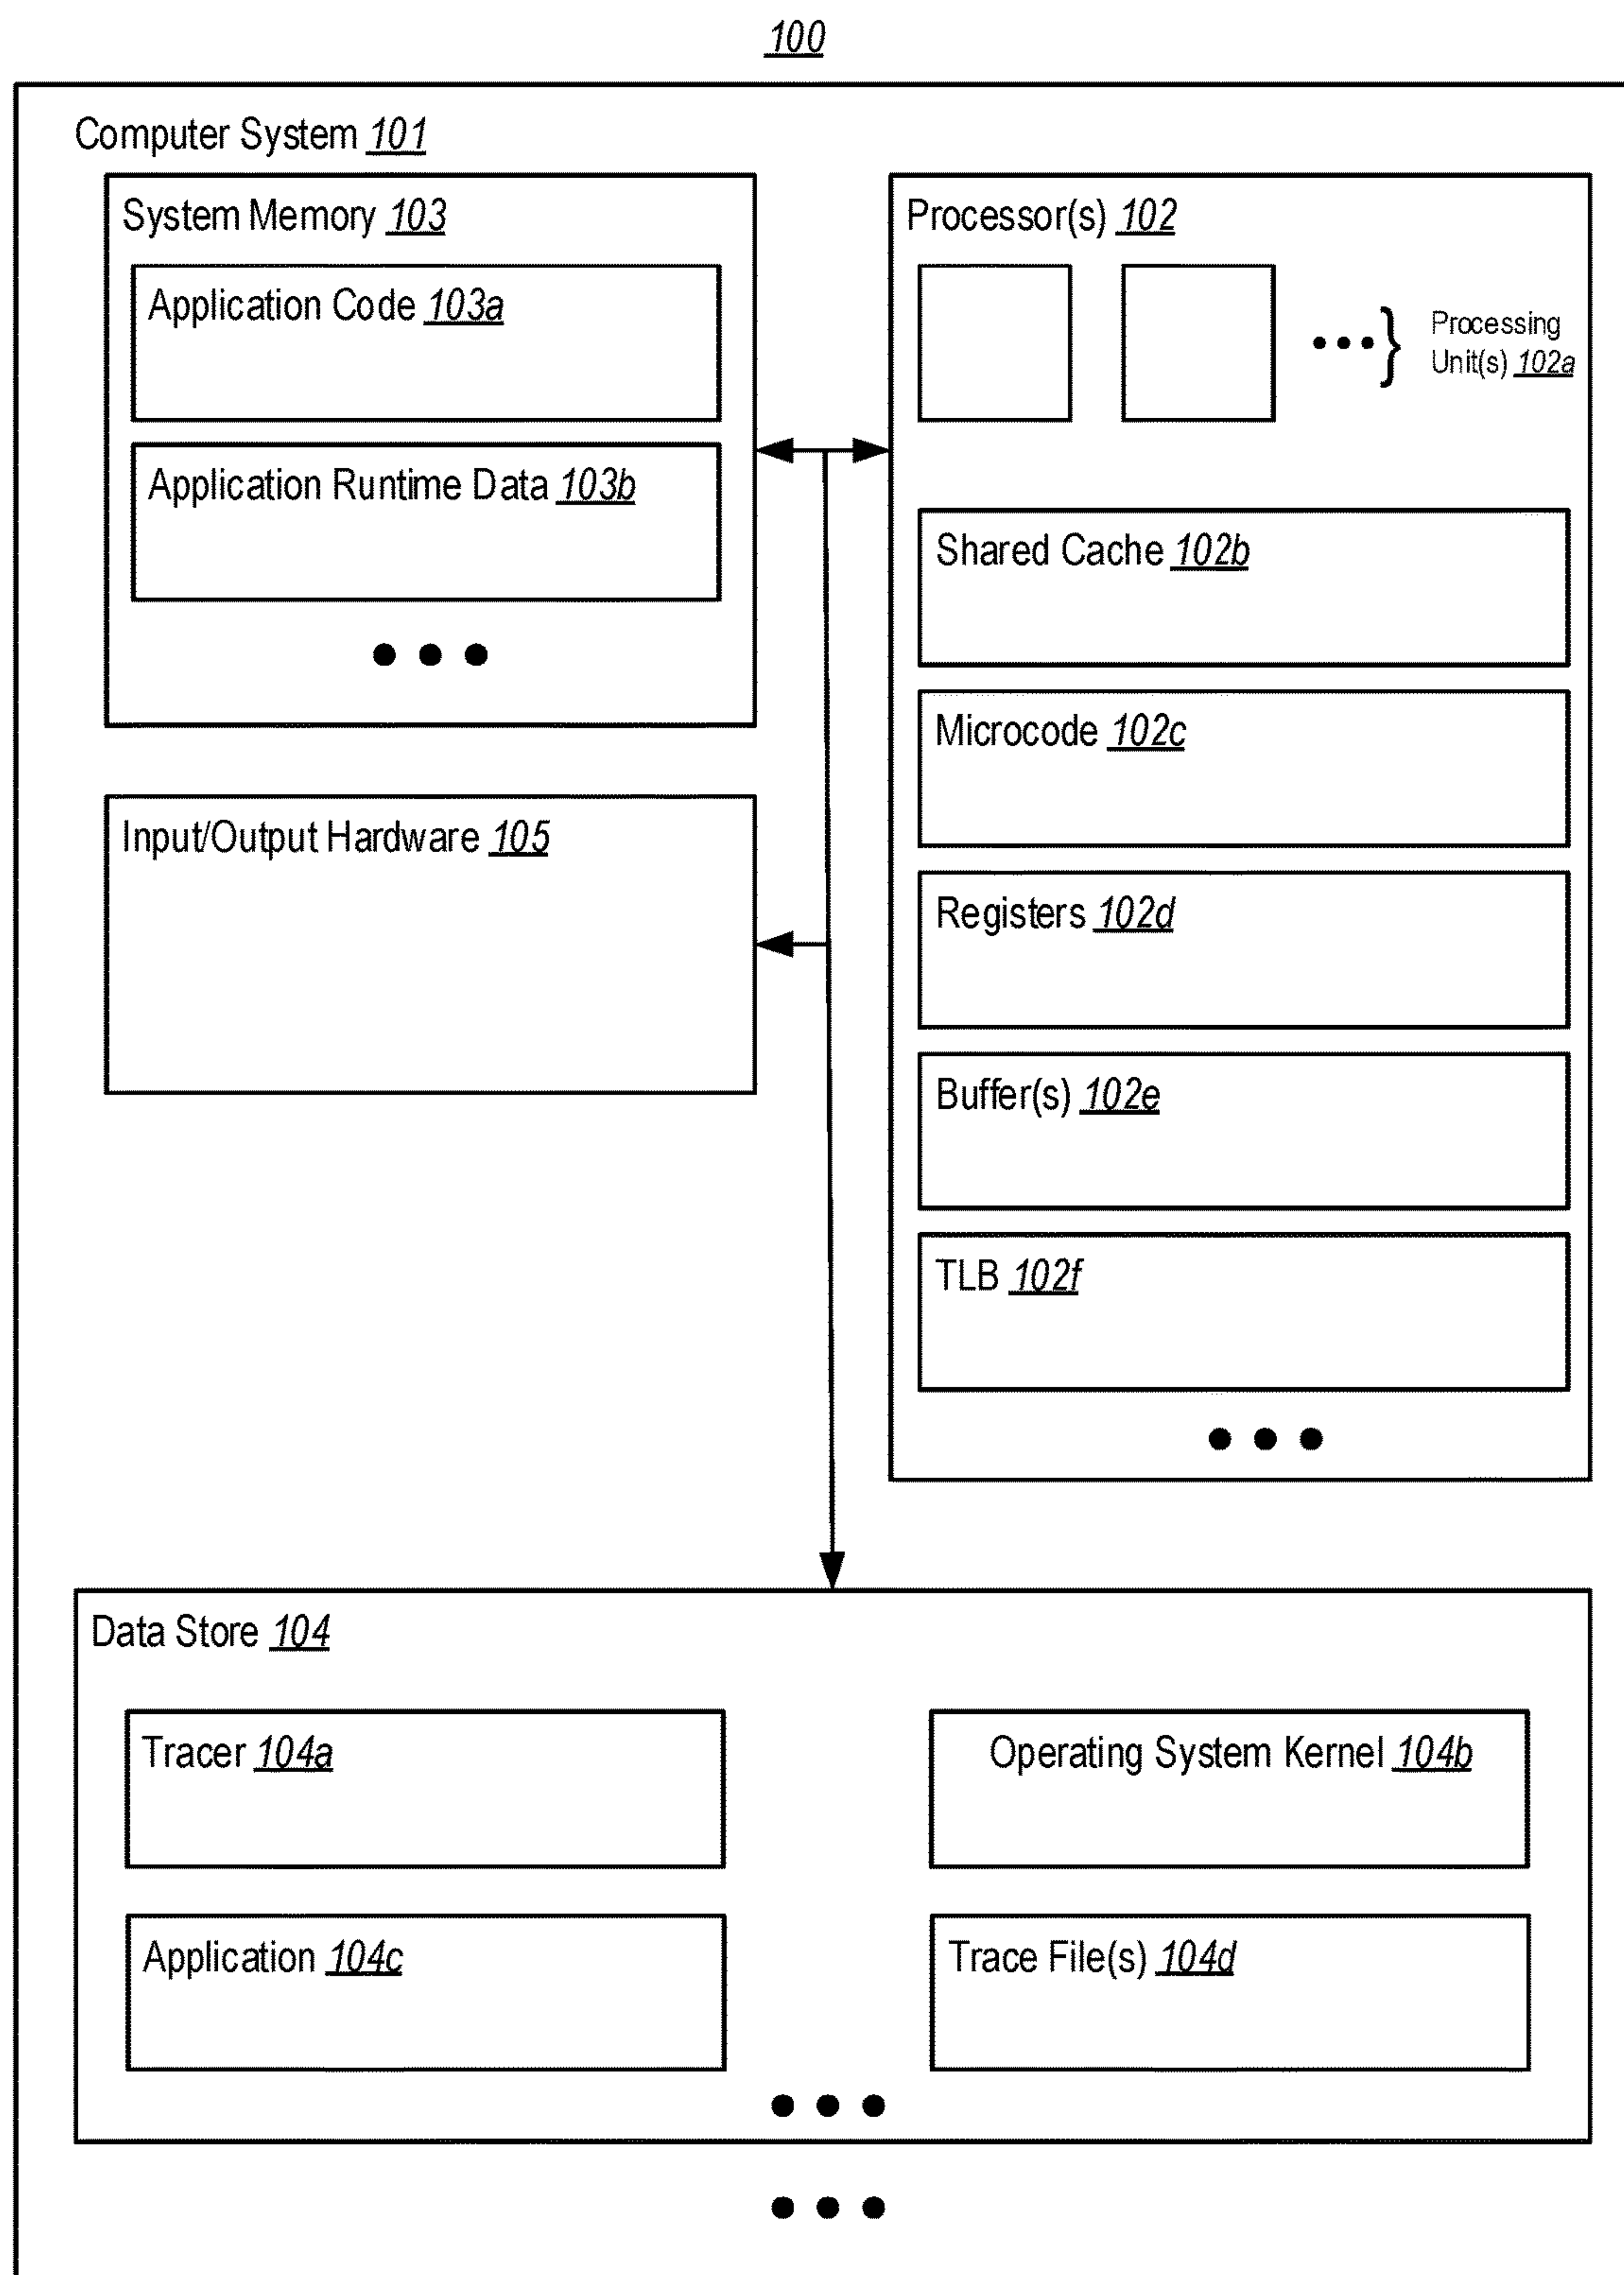 100
Computer System 101
System Memory 103
Application Code 103a
Application Runtime Data 103b
Input/Output Hardware 105
Processor(s) 102
Processing
Unit(s) 102a
Shared Cache 102b
Microcode 102c
Registers 102d
Buffer(s) 102e
TLB 102f
Data Store 104
Tracer 104a
Operating System Kernel 104b
Application 104c
Trace File(s) 104d